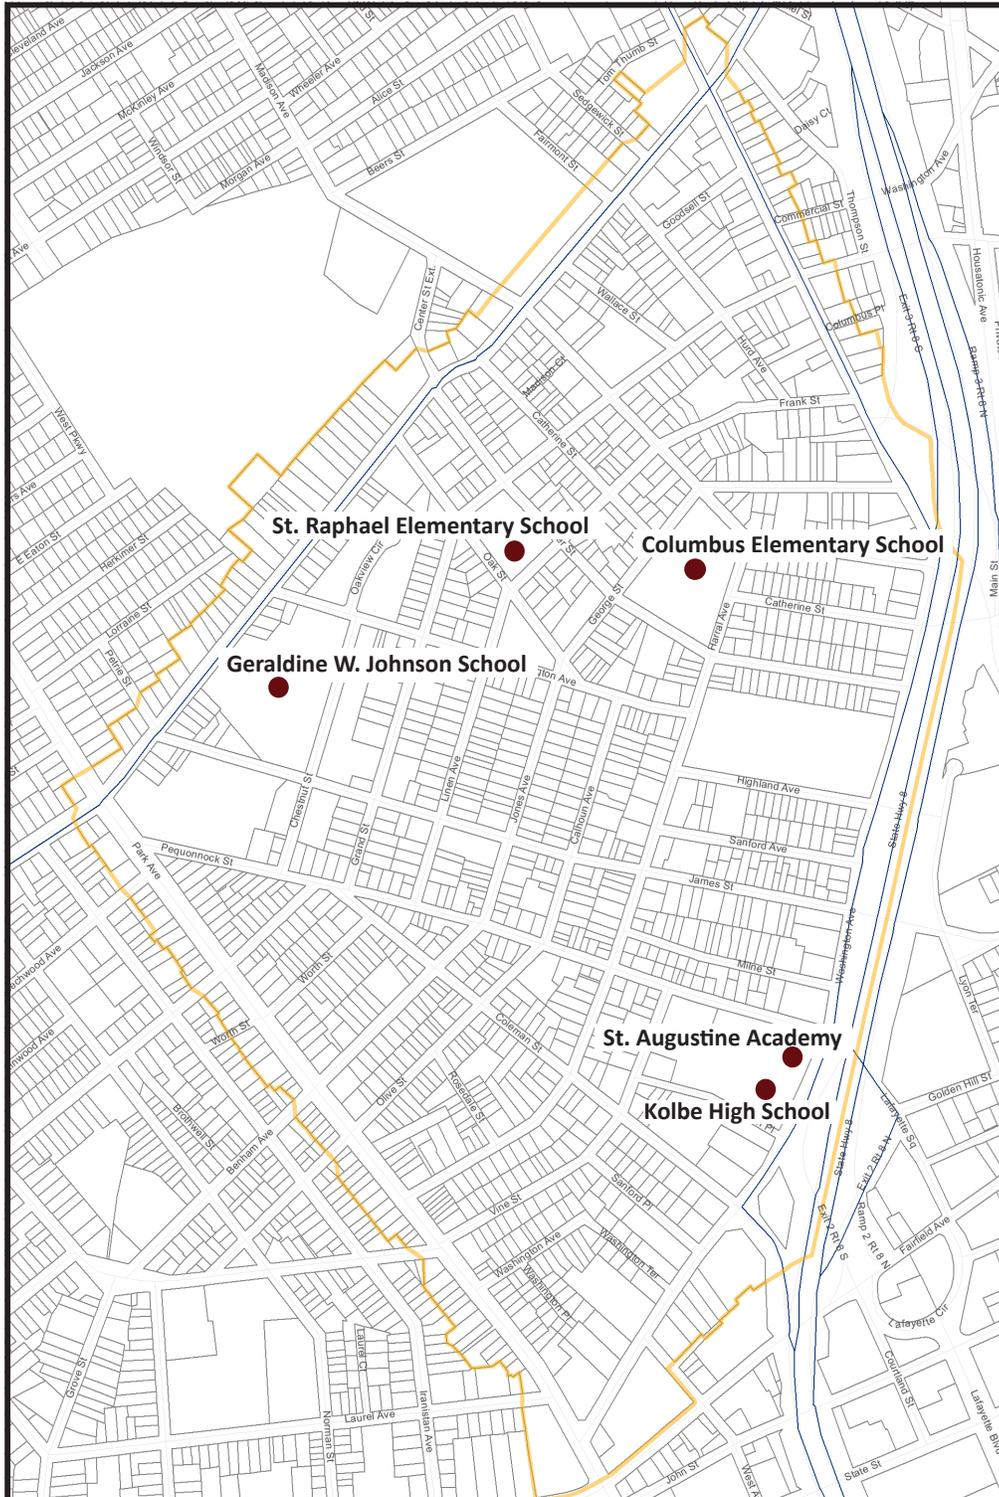 Jackson Ave
McKinley Ave
Windsor St
Morgan Ave
Madison Ave
Wheeler Ave
Alice St
Beers St
Tom Thumb St
Sedgewick St
Fairmont St
Daisy Ct
Washington Ave
Commercial St
Thompson St
Goodsell St
Housatonic Ave
Center St Ext.
Wallace St
Columbus Pl
Exit 3 Rt 8 S
Ramp 3 Rt 8 N
Hurd Ave
Madison Ct
Frank St
Catherine St
West Pkwy
E Eaton St
Herkimer St
Lorraine St
Petrie St
St. Raphael Elementary School
Columbus Elementary School
Oakview Cir
Oak St
George St
Main St
Catherine St
Harral Ave
Geraldine W. Johnson School
Highland Ave
Linen Ave
Jones Ave
Calhoun Ave
Chestnut St
Grand St
State Hwy 8
Sanford Ave
Park Ave
Pequonnock St
James St
Washington Ave
Worth St
Milne St
Lyon Ter
Worth St
Coleman St
St. Augustine Academy
Kolbe High School
Olive St
Rosedale St
Golden Hill St
Lafayette Sq
Brothwell St
Benham Ave
State Hwy 8
Exit 2 Rt 8 N
Sanford Pl
Vine St
Washington Ave
Washington Ter
Washington Pl
Exit 2 Rt 8 S
Ramp 2 Rt 8 N
Fairfield Ave
Lafayette Cir
Laurel Ct
Grove St
Courtland St
Laurel Ave
Norman St
Iranistan Ave
Lafayette Blvd
John St
State St